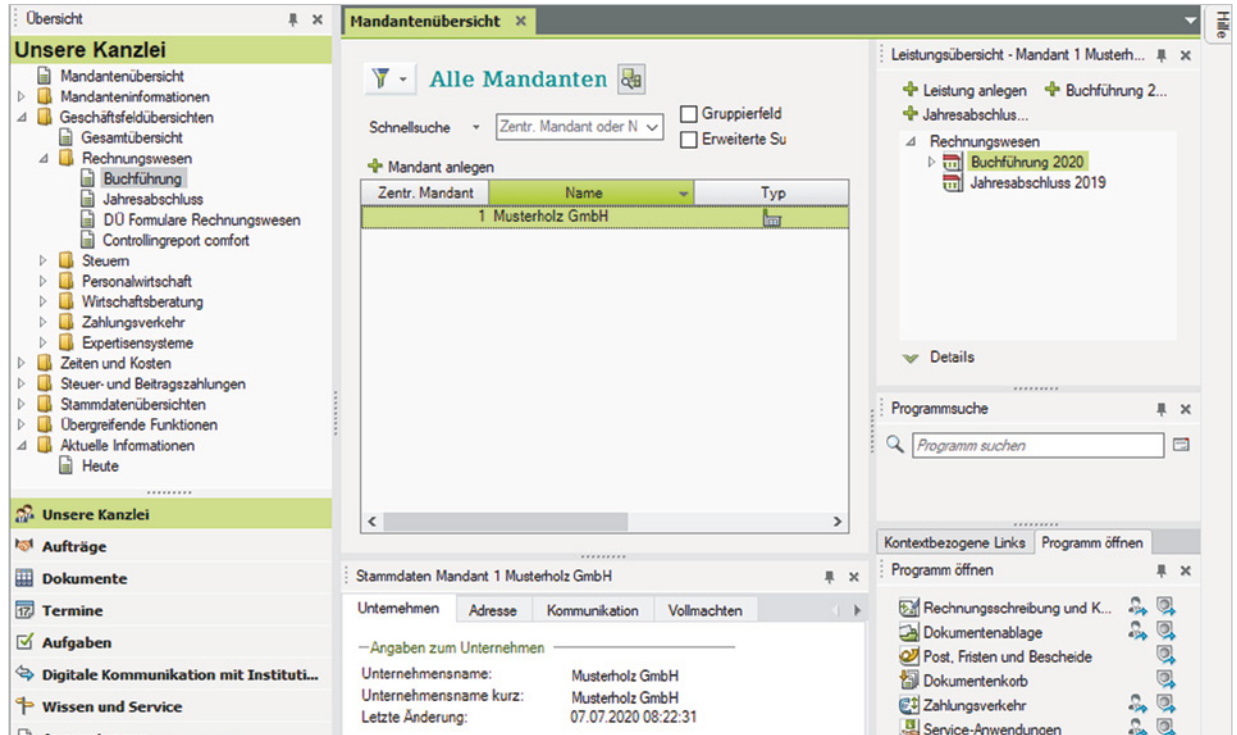 Übersicht
Unsere Kanzlei
Mandantenübersicht
Mandanteninformationen
Geschäftsfeldübersichten
Gesamtübersicht
Rechnungswesen
Buchführung
Jahresabschluss
DÜ Formulare Rechnungswesen
Controllingreport comfort
Steuern
Personalwirtschaft
Wirtschaftsberatung
Zahlungsverkehr
Expertisensysteme
Zeiten und Kosten
Steuer- und Beitragszahlungen
Stammdatenübersichten
Übergreifende Funktionen
Aktuelle Informationen
Heute
Unsere Kanzlei
Aufträge
Dokumente
Termine
Aufgaben
Digitale Kommunikation mit Instituti...
Wissen und Service
Mandantenübersicht
Alle Mandanten
Schnellsuche
Zentr. Mandant oder N
Gruppierfeld
Erweiterte Su
Mandant anlegen
Zentr. Mandant Name Typ
1 Musterholz GmbH
Stammdaten Mandant 1 Musterholz GmbH
Unternehmen Adresse Kommunikation Vollmachten
Angaben zum Unternehmen
Unternehmensname: Musterholz GmbH
Unternehmensname kurz: Musterholz GmbH
Letzte Änderung: 07.07.2020 08:22:31
Leistungsübersicht - Mandant 1 Musterh...
Leistung anlegen Buchführung 2...
Jahresabschlus...
Rechnungswesen
Buchführung 2020
Jahresabschluss 2019
Details
Programmsuche
Programm suchen
Kontextbezogene Links Programm öffnen
Programm öffnen
Rechnungsschreibung und K...
Dokumentenablage
Post, Fristen und Bescheide
Dokumentenkorb
Zahlungsverkehr
Service-Anwendungen
Hilfe